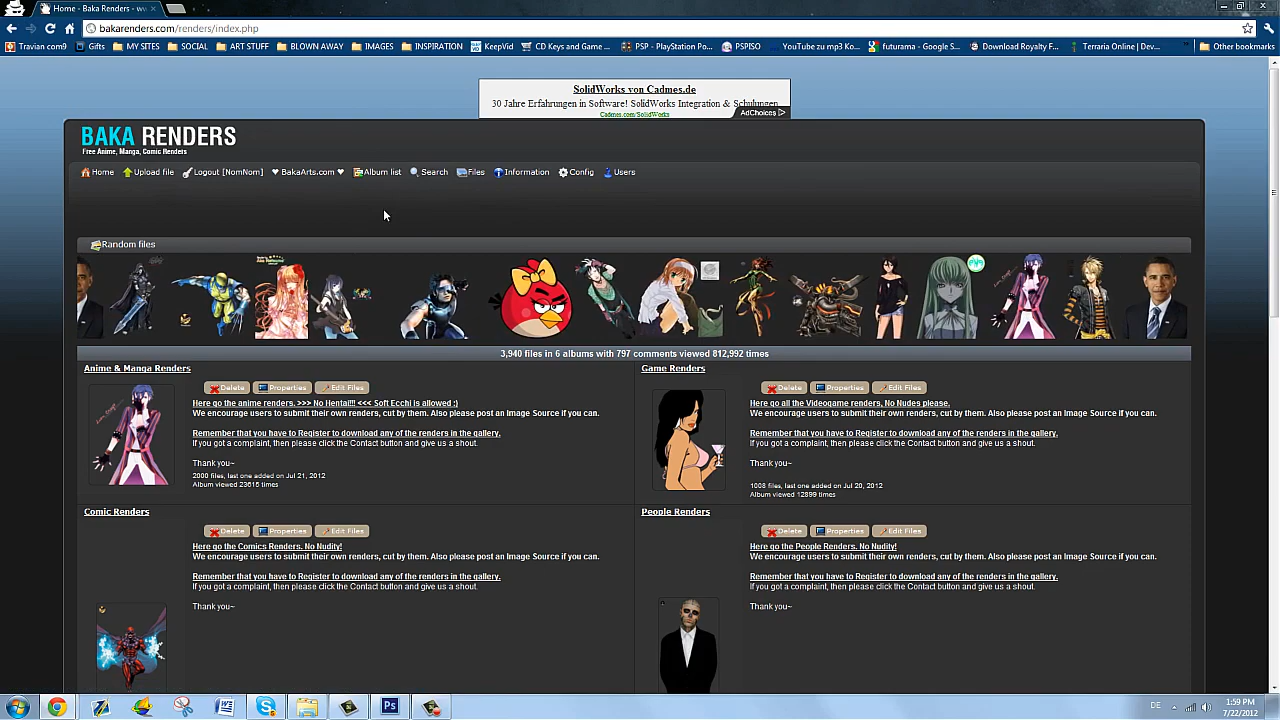 Home - Baka Renders - ww
bakarenders.com/renders/index.php
Travian com9 Gifts MY SITES SOCIAL ART STUFF BLOWN AWAY IMAGES INSPIRATION KeepVid CD Keys and Game ... PSP - PlayStation Po... PSPISO YouTube zu mp3 Ko... futurama - Google S... Download Royalty F... Terraria Online | Dev... Other bookmarks
SolidWorks von Cadmes.de
30 Jahre Erfahrungen in Software! SolidWorks Integration & Schulungen
Cadmes.com/SolidWorks
AdChoices
BAKA RENDERS
Free Anime, Manga, Comic Renders
Home Upload file Logout [NomNom] ♥ BakaArts.com ♥ Album list Search Files Information Config Users
Random files
3,940 files in 6 albums with 797 comments viewed 812,992 times
Anime & Manga Renders
Delete Properties Edit Files
Here go the anime renders. >>> No Hentai!!! <<< Soft Ecchi is allowed ;)
We encourage users to submit their own renders, cut by them. Also please post an Image Source if you can.
Remember that you have to Register to download any of the renders in the gallery.
If you got a complaint, then please click the Contact button and give us a shout.
Thank you~
2000 files, last one added on Jul 21, 2012
Album viewed 23615 times
Game Renders
Delete Properties Edit Files
Here go all the Videogame renders. No Nudes please.
We encourage users to submit their own renders, cut by them. Also please post an Image Source if you can.
Remember that you have to Register to download any of the renders in the gallery.
If you got a complaint, then please click the Contact button and give us a shout.
Thank you~
1008 files, last one added on Jul 20, 2012
Album viewed 12899 times
Comic Renders
Delete Properties Edit Files
Here go the Comics Renders. No Nudity!
We encourage users to submit their own renders, cut by them. Also please post an Image Source if you can.
Remember that you have to Register to download any of the renders in the gallery.
If you got a complaint, then please click the Contact button and give us a shout.
Thank you~
People Renders
Delete Properties Edit Files
Here go the People Renders. No Nudity!
We encourage users to submit their own renders, cut by them. Also please post an Image Source if you can.
Remember that you have to Register to download any of the renders in the gallery.
If you got a complaint, then please click the Contact button and give us a shout.
Thank you~
Ps
DE
1:59 PM
7/22/2012